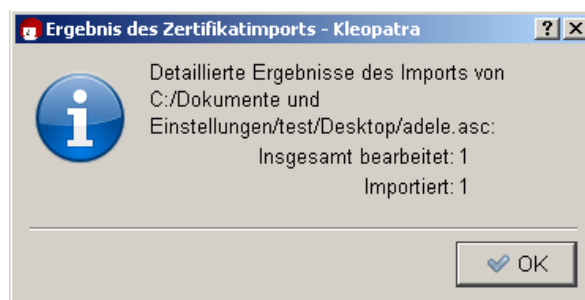 Ergebnis des Zertifikatimports - Kleopatra
Detaillierte Ergebnisse des Imports von
C:/Dokumente und
Einstellungen/test/Desktop/adele.asc:
Insgesamt bearbeitet: 1
Importiert: 1
OK